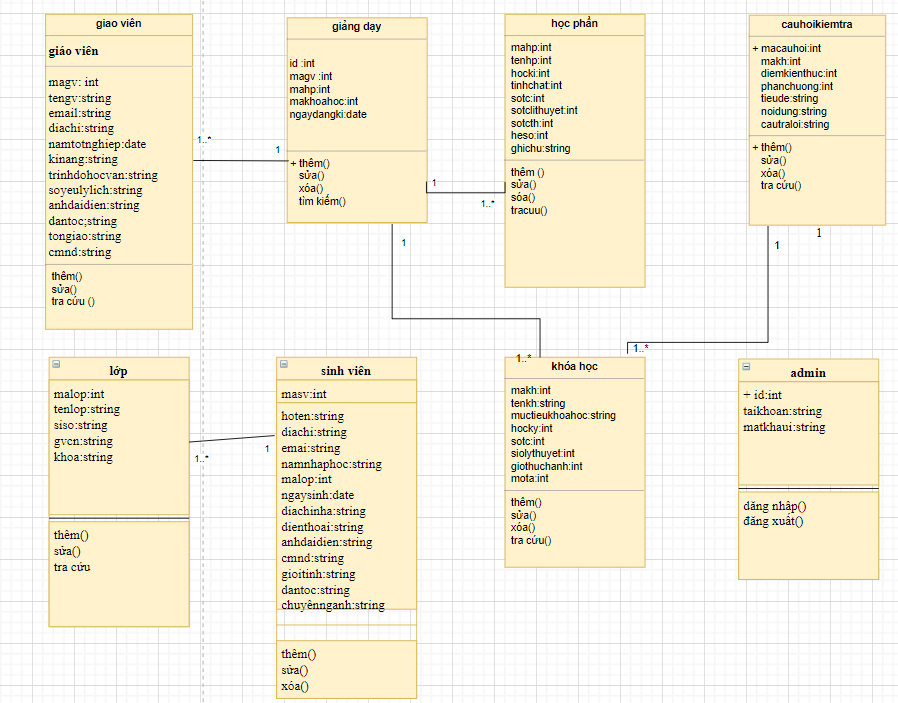 giao viên
giáo viên
magv: int
tengv:string
email:string
diachi:string
namtotnghiep:date
kinang:string
trinhdohocvan:string
soyeulylich:string
anhdaidien:string
dantoc;string
tongiao:string
cmnd:string
thêm()
sửa()
tra cứu ()
1..*
1
giảng dạy
id :int
magv :int
mahp:int
makhoahoc:int
ngaydangki:date
+ thêm()
sửa()
xóa()
tìm kiếm()
1
1..*
1
học phần
mahp:int
tenhp:int
hocki:int
tinhchat:int
sotc:int
sotclithuyet:int
sotcth:int
heso:int
ghichu:string
thêm ()
sửa()
sóa()
tracuu()
cauhoikiemtra
+ macauhoi:int
makh:int
diemkienthuc:int
phanchuong:int
tieude:string
noidung:string
cautraloi:string
+ thêm()
sửa()
xóa()
tra cứu()
1
1
1..*
1..*
lớp
malop:int
tenlop:string
siso:string
gvcn:string
khoa:string
thêm()
sửa()
tra cứu
1..*
1
sinh viên
masv:int
hoten:string
diachi:string
emai:string
namnhaphoc:string
malop:int
ngaysinh:date
diachinha:string
dienthoai:string
anhdaidien:string
cmnd:string
gioitinh:string
dantoc:string
chuyênnganh:string
thêm()
sửa()
xóa()
khóa học
makh:int
tenkh:string
muctieukhoahoc:string
hocky:int
sotc:int
siolythuyet:int
giothuchanh:int
mota:int
thêm()
sửa()
xóa()
tra cứu()
admin
+ id:int
taikhoan:string
matkhaui:string
dăng nhập()
đăng xuất()